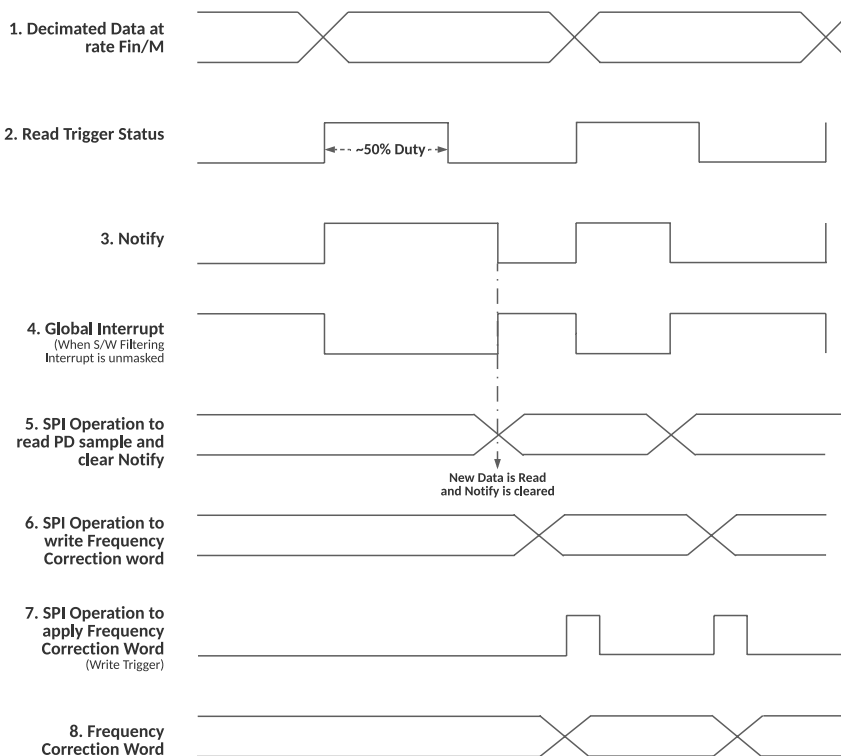 1. Decimated Data at
rate Fin/M
2. Read Trigger Status
~50% Duty
3. Notify
4. Global Interrupt
(When S/W Filtering
Interrupt is unmasked
5. SPI Operation to
read PD sample and
clear Notify
New Data is Read
and Notify is cleared
6. SPI Operation to
write Frequency
Correction word
7. SPI Operation to
apply Frequency
Correction Word
(Write Trigger)
8. Frequency
Correction Word